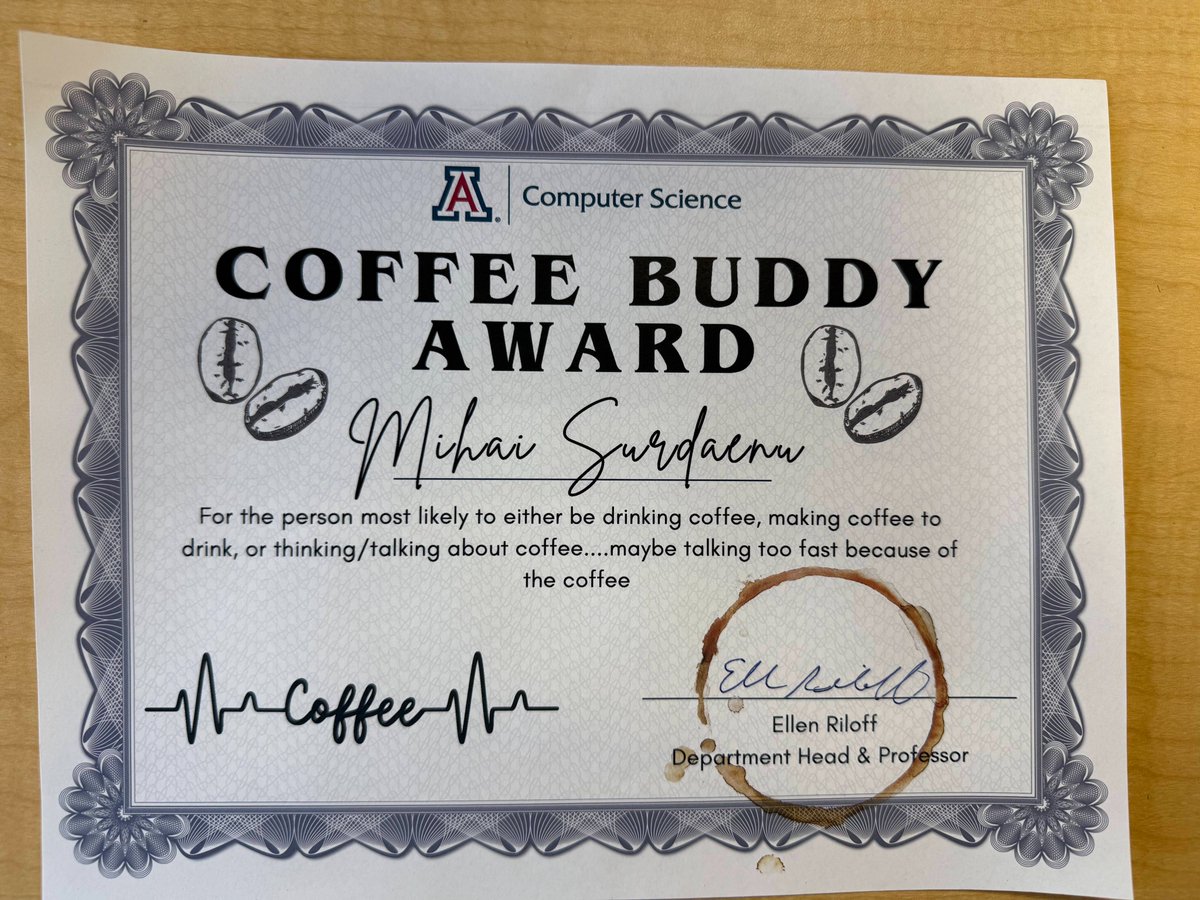 A Computer Science
COFFEE BUDDY
AWARD
Mihai Surdaenu
For the person most likely to either be drinking coffee, making coffee to
drink, or thinking/talking about coffee....maybe talking too fast because of
the coffee
Coffee
Ellen Riloff
Ellen Riloff
Department Head & Professor